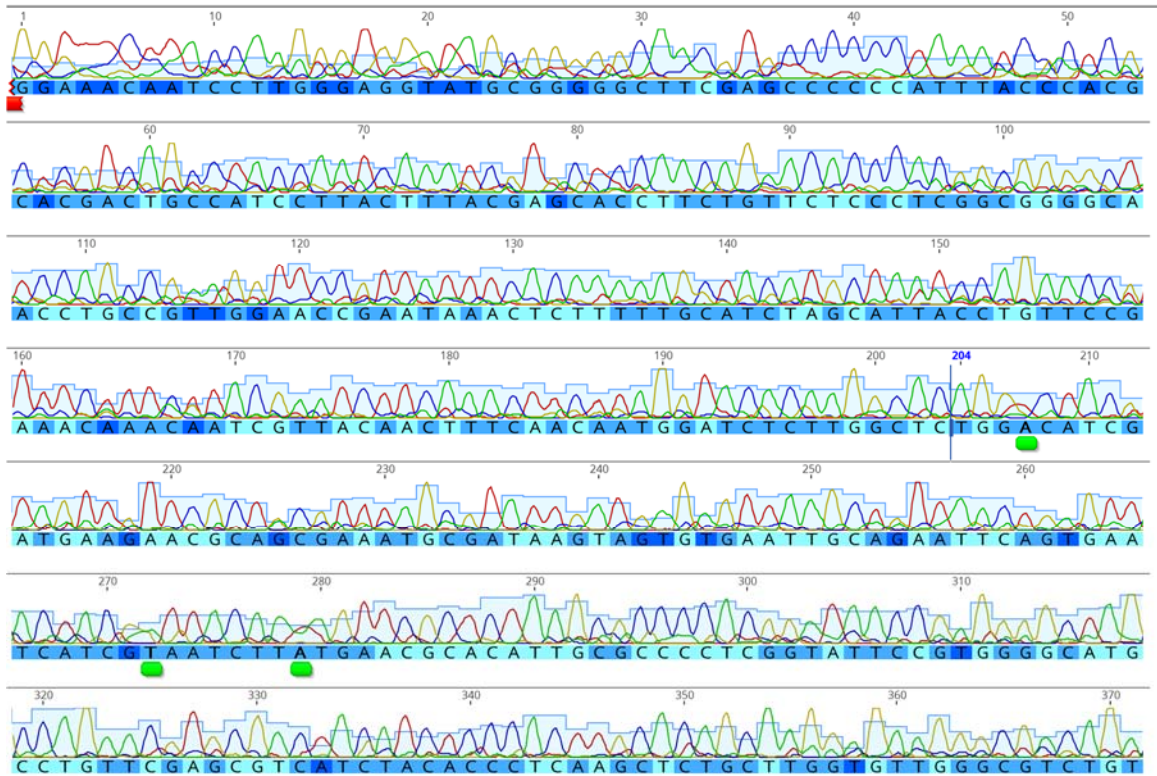 1 10 20 30 40 50
GGAAACAATCCTTGGGAGGTATGCGGGGGCTTCGAGCCCCCCATTTACCCACG
60 70 80 90 100
CACGACTGCCATCCTTACTTTACGAGCACCTTCTGTTCTCCCTCGGCGGGGCA
110 120 130 140 150
ACCTGCCGTTGGAACCGAATAAACTCTTTTTGCATCTAGCATTACCTGTTCCG
160 170 180 190 200 204 210
AAACAAACAATCGTTACAACTTTCAACAATGGATCTCTTGGCTCTGGACATCG
220 230 240 250 260
ATGAAGAACGCAGCGAAATGCGATAAGTAGTGTGAATTGCAGAATTCAGTGAA
270 280 290 300 310
TCATCGTAATCTTATGAACGCACATTGCGCCCCTCGGTATTCCGTGGGGCATG
320 330 340 350 360 370
CCTGTTCGAGCGTCATCTACACCCTCAAGCTCTGCTTGGTGTTGGGCGTCTGT